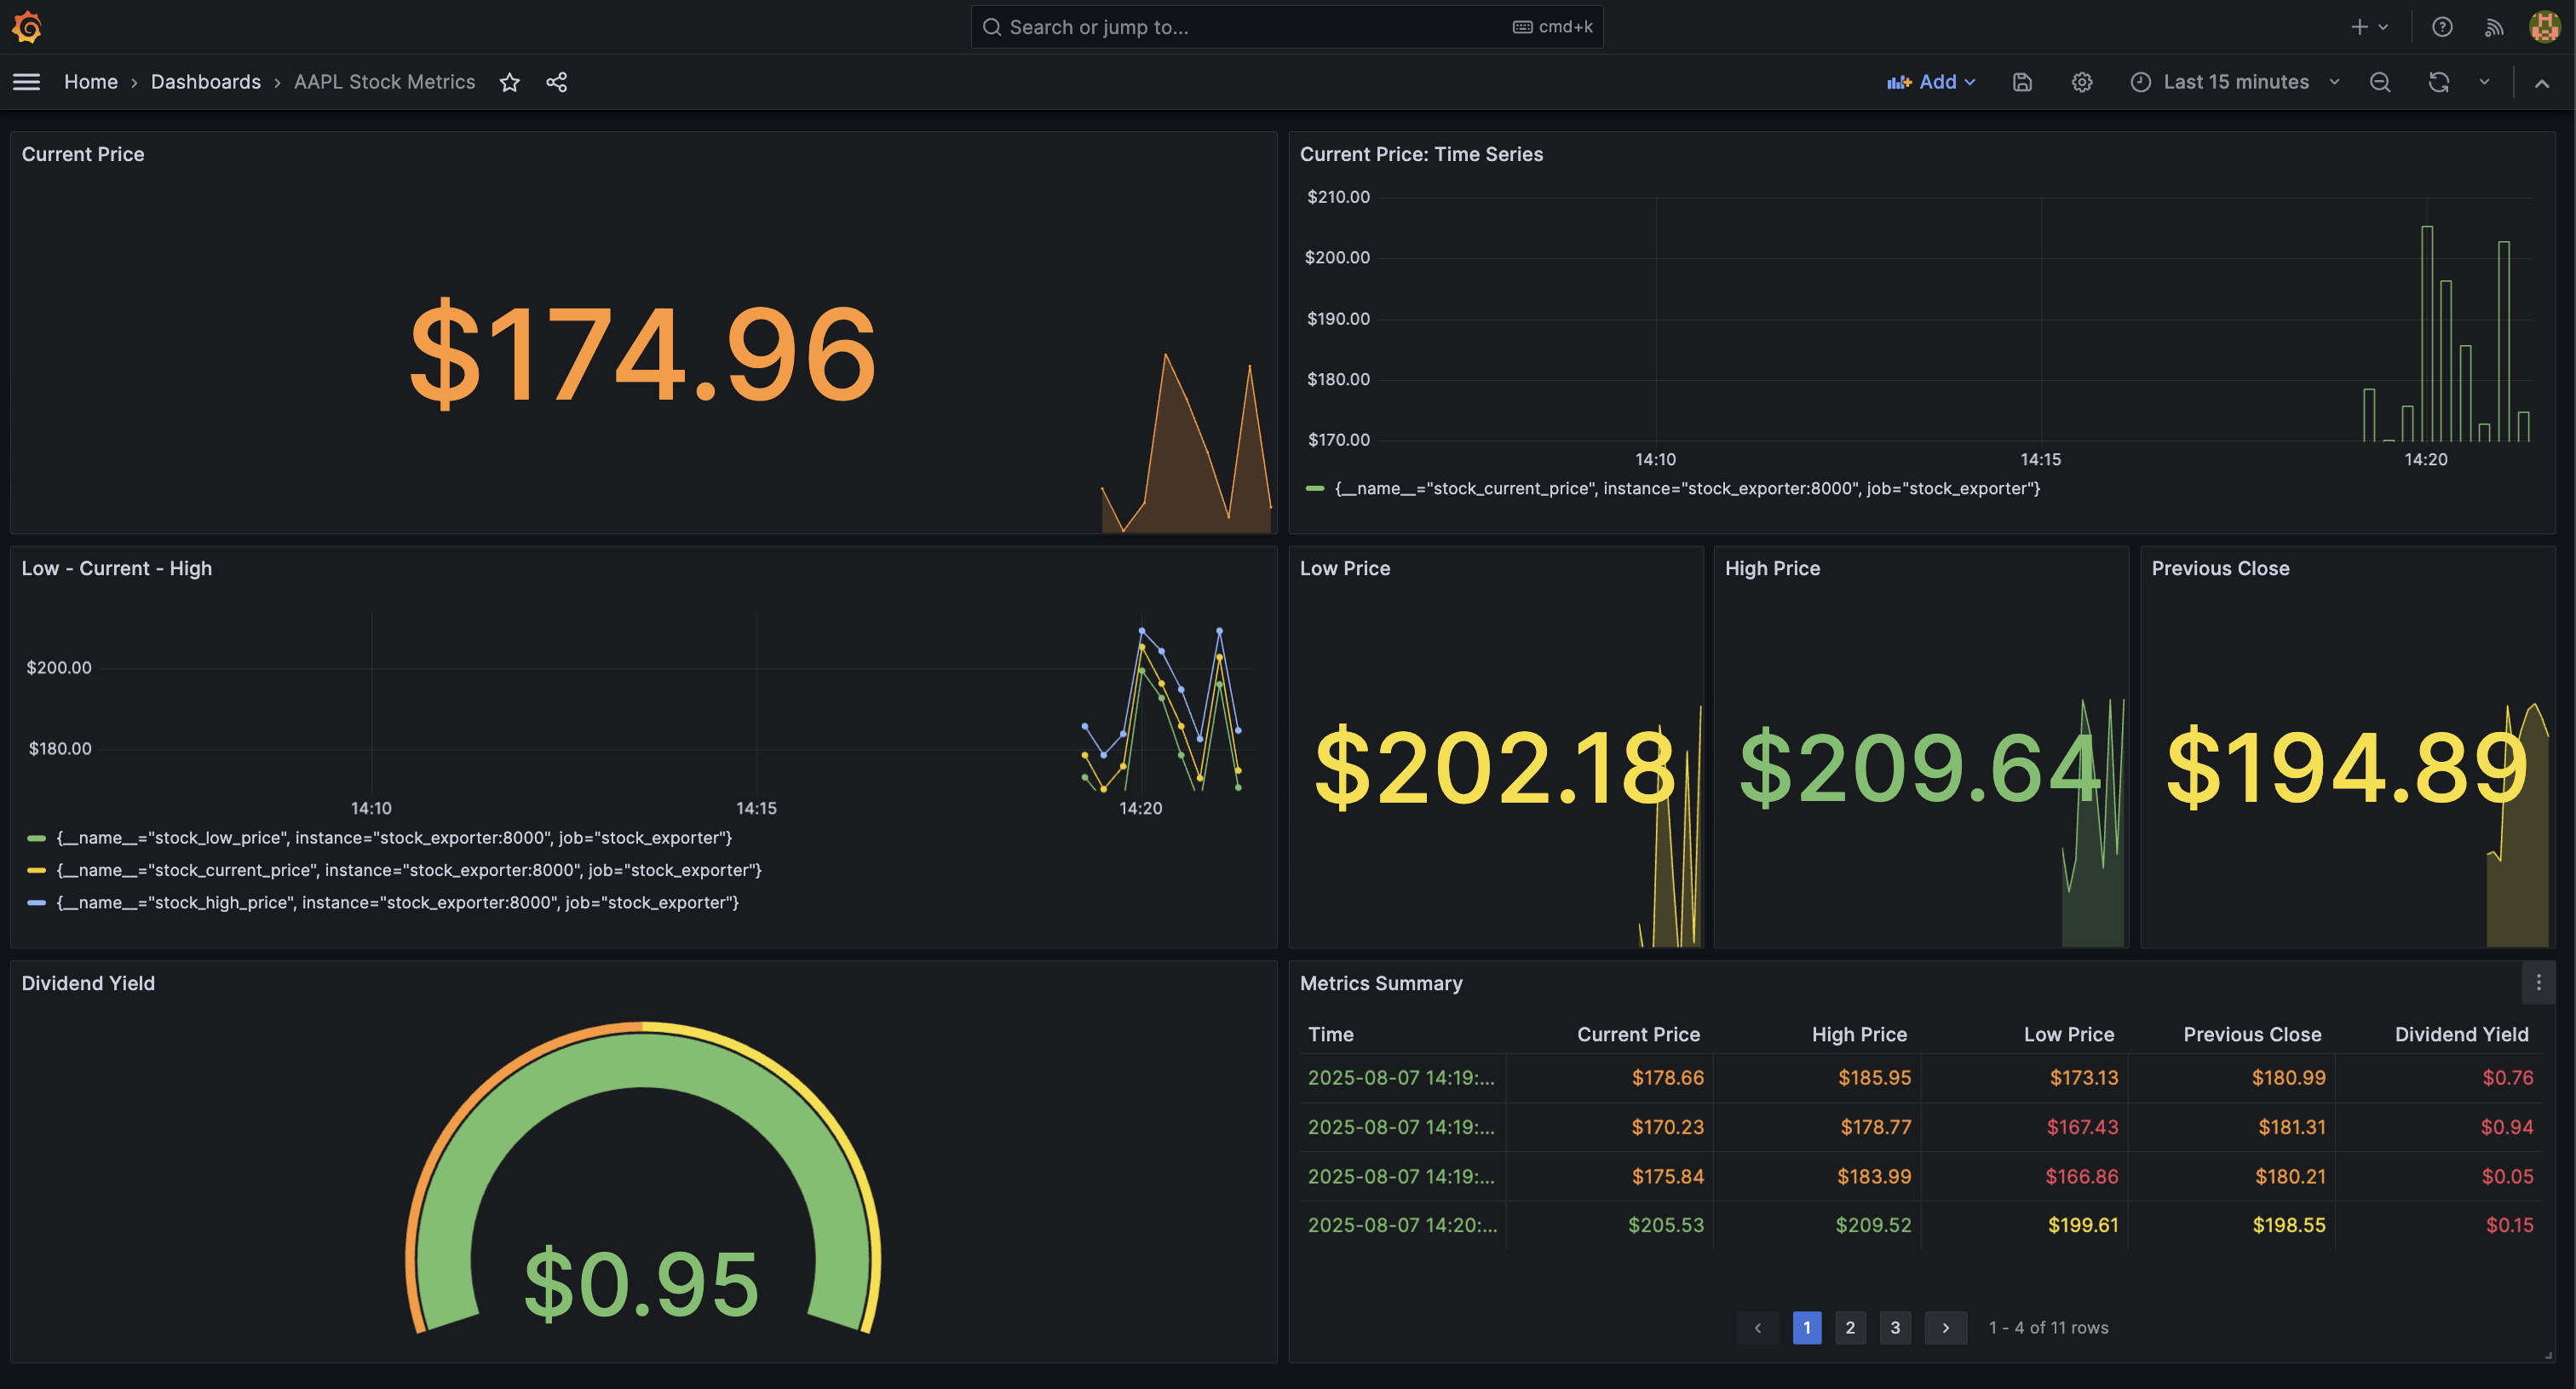 Search or jump to... cmd+k
Home › Dashboards › AAPL Stock Metrics Add Last 15 minutes
Current Price
$174.96
Current Price: Time Series
$210.00
$200.00
$190.00
$180.00
$170.00
14:10 14:15 14:20
{__name__="stock_current_price", instance="stock_exporter:8000", job="stock_exporter"}
Low - Current - High
$200.00
$180.00
14:10 14:15 14:20
{__name__="stock_low_price", instance="stock_exporter:8000", job="stock_exporter"}
{__name__="stock_current_price", instance="stock_exporter:8000", job="stock_exporter"}
{__name__="stock_high_price", instance="stock_exporter:8000", job="stock_exporter"}
Low Price
$202.18
High Price
$209.64
Previous Close
$194.89
Dividend Yield
$0.95
Metrics Summary
Time Current Price High Price Low Price Previous Close Dividend Yield
2025-08-07 14:19:... $178.66 $185.95 $173.13 $180.99 $0.76
2025-08-07 14:19:... $170.23 $178.77 $167.43 $181.31 $0.94
2025-08-07 14:19:... $175.84 $183.99 $166.86 $180.21 $0.05
2025-08-07 14:20:... $205.53 $209.52 $199.61 $198.55 $0.15
1 2 3 1 - 4 of 11 rows